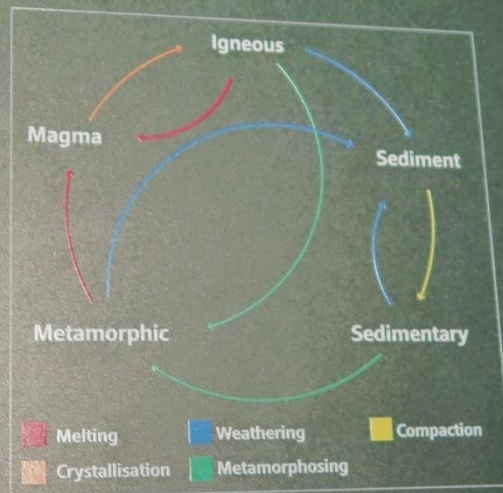 Igneous
Magma
Sediment
Metamorphic
Sedimentary
Melting
Weathering
Compaction
Crystallisation
Metamorphosing